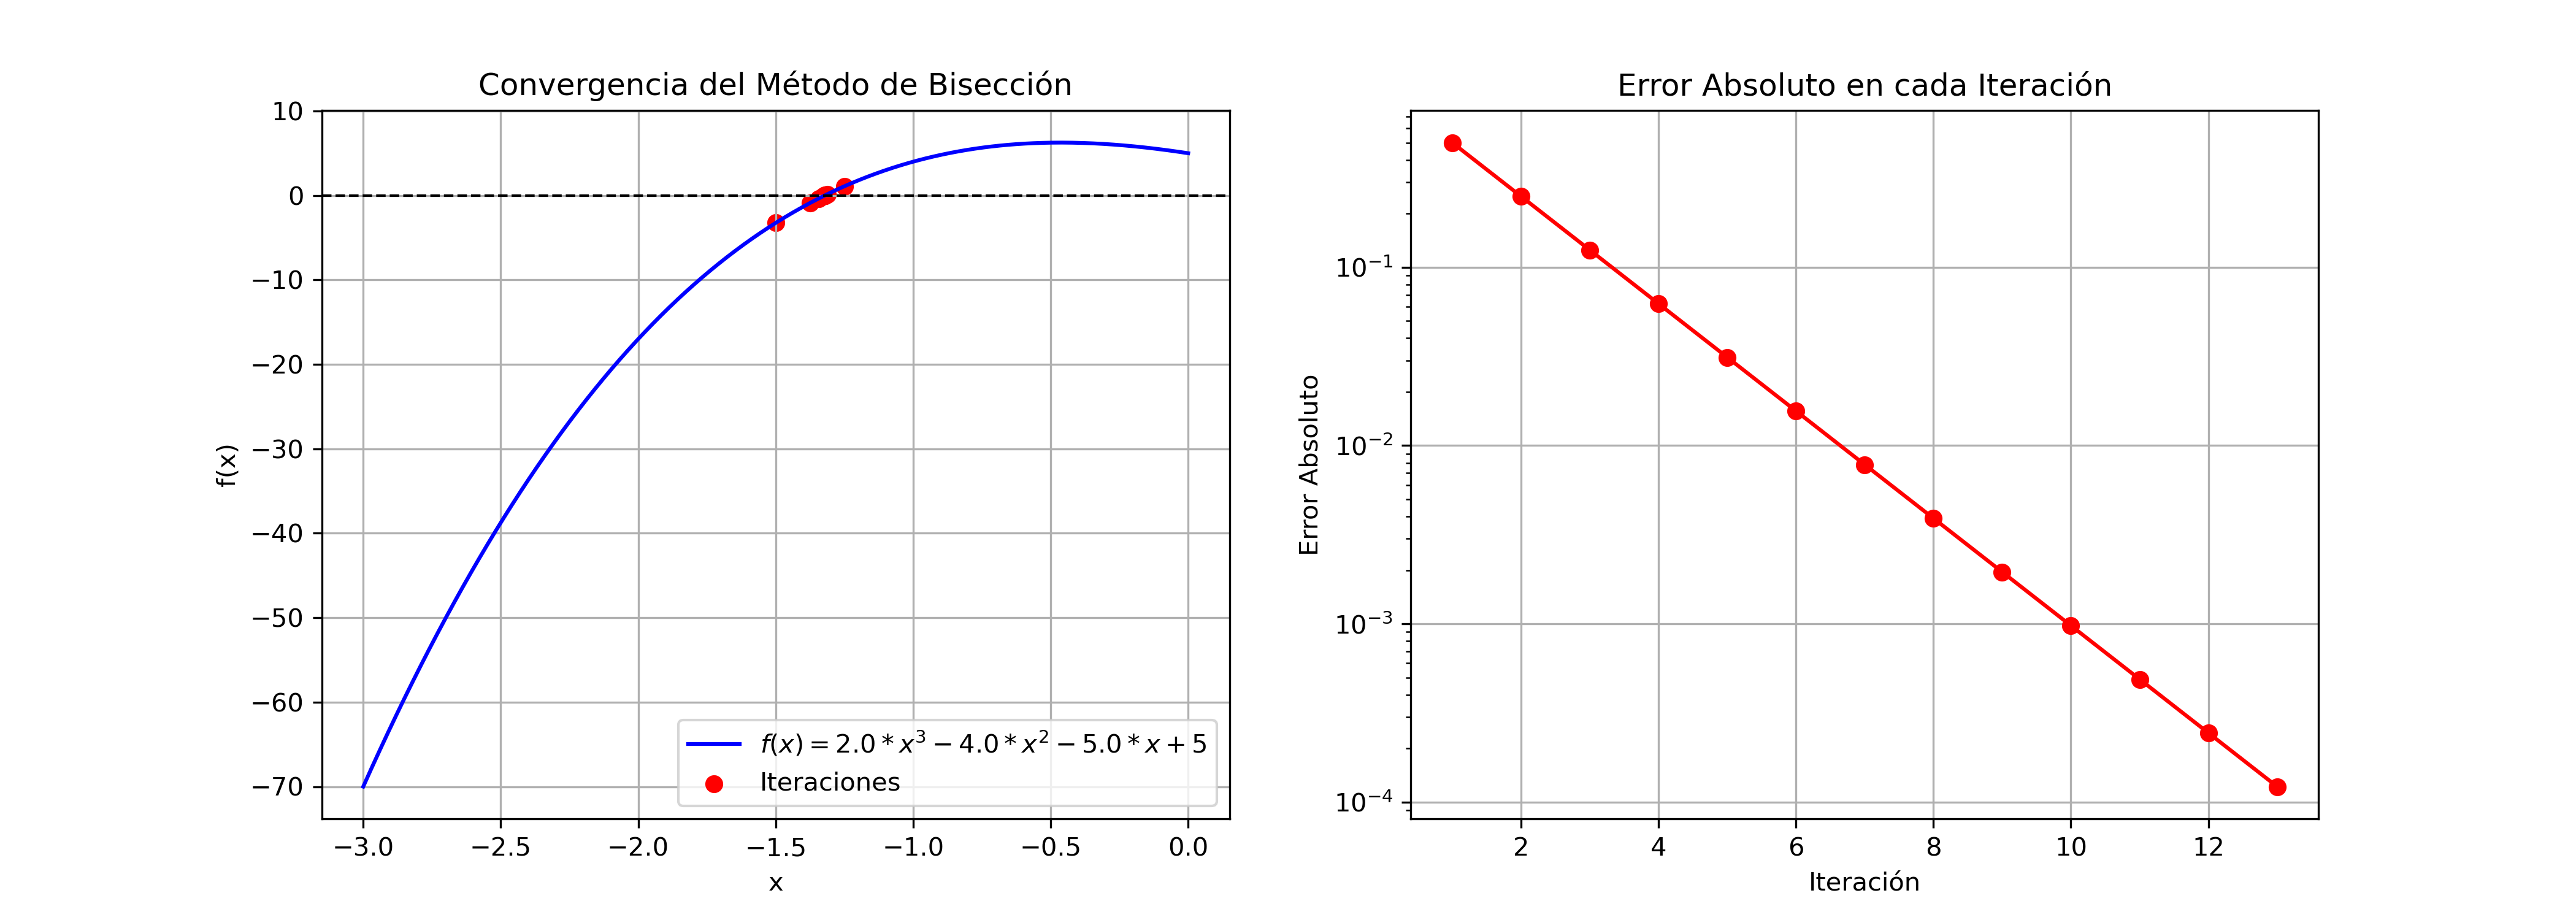 Convergencia del Método de Bisección
10
0
−10
−20
−30
−40
−50
−60
−70
f(x)
−3.0 −2.5 −2.0 −1.5 −1.0 −0.5 0.0
x
f(x) = 2.0 * x³ − 4.0 * x² − 5.0 * x + 5
Iteraciones
Error Absoluto en cada Iteración
10⁻¹
10⁻²
10⁻³
10⁻⁴
Error Absoluto
2 4 6 8 10 12
Iteración